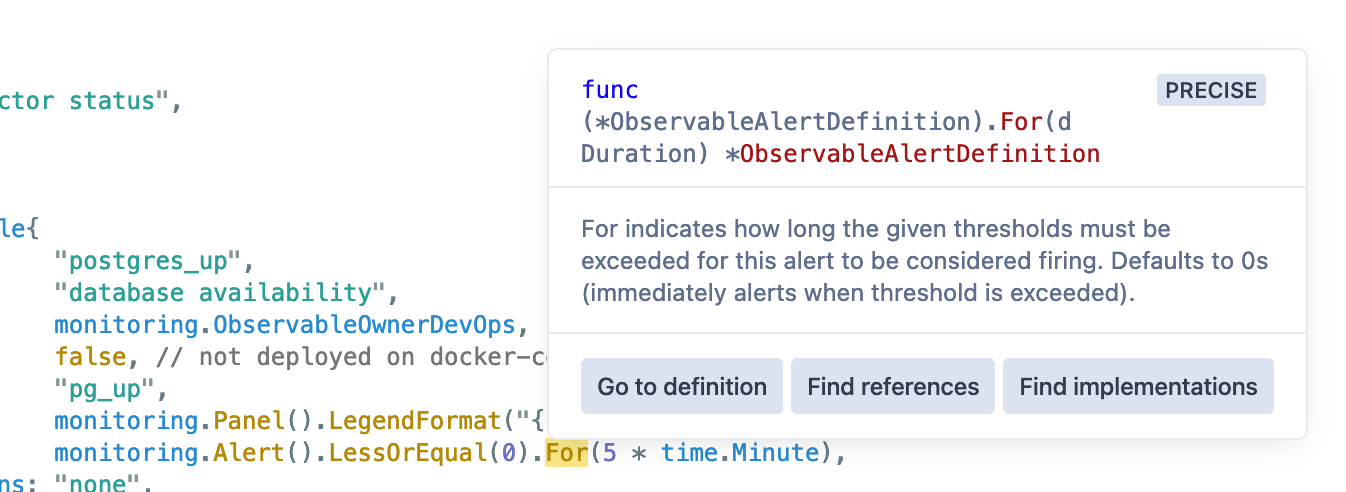 ctor status",
func
PRECISE
(*ObservableAlertDefinition).For(d
Duration) *ObservableAlertDefinition
For indicates how long the given thresholds must be
exceeded for this alert to be considered firing. Defaults to 0s
(immediately alerts when threshold is exceeded).
Go to definition
Find references
Find implementations
le{
"postgres_up",
"database availability",
monitoring.ObservableOwnerDevOps,
false, // not deployed on docker-c
"pg_up",
monitoring.Panel().LegendFormat("{
monitoring.Alert().LessOrEqual(0).For(5 * time.Minute),
ns: "none",